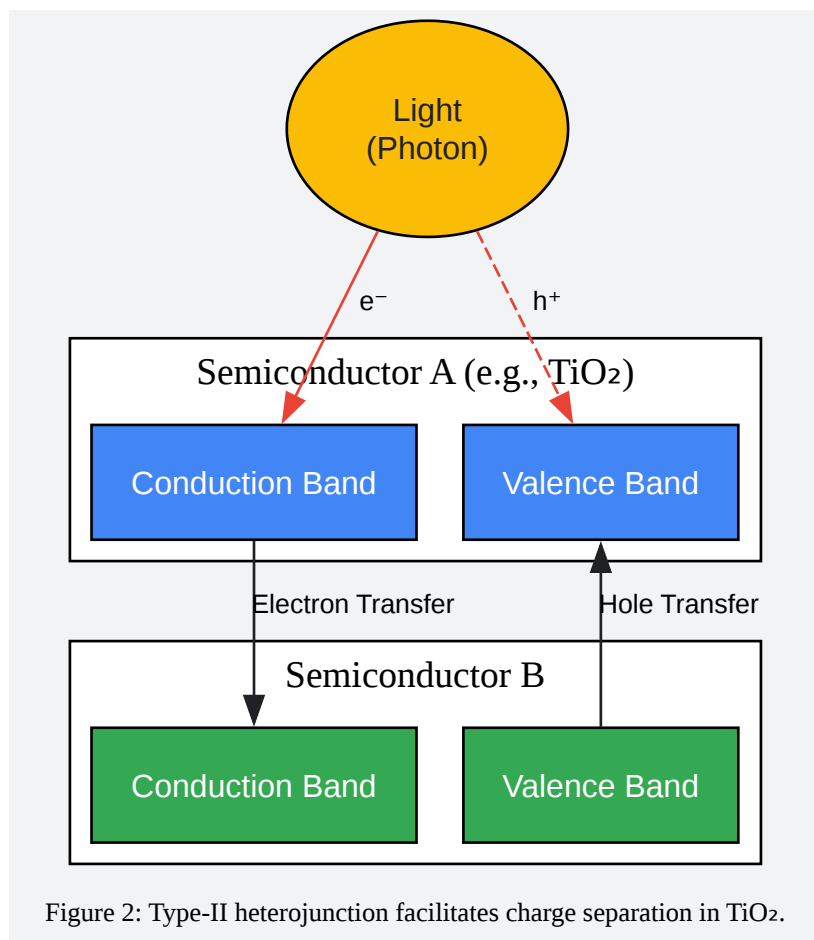 Light
(Photon)
e⁻
h⁺
Semiconductor A (e.g., TiO₂)
Conduction Band
Valence Band
Electron Transfer
Hole Transfer
Semiconductor B
Conduction Band
Valence Band
Figure 2: Type-II heterojunction facilitates charge separation in TiO₂.